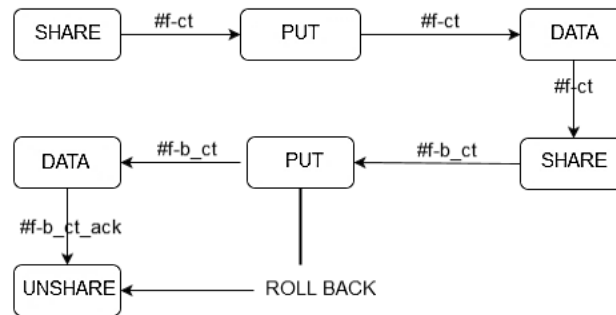 #f-ct
#f-ct
SHARE
PUT
DATA
#f-ct
#f-b_ct
#f-b_ct
DATA
PUT
SHARE
#f-b_ct_ack
UNSHARE
ROLL BACK